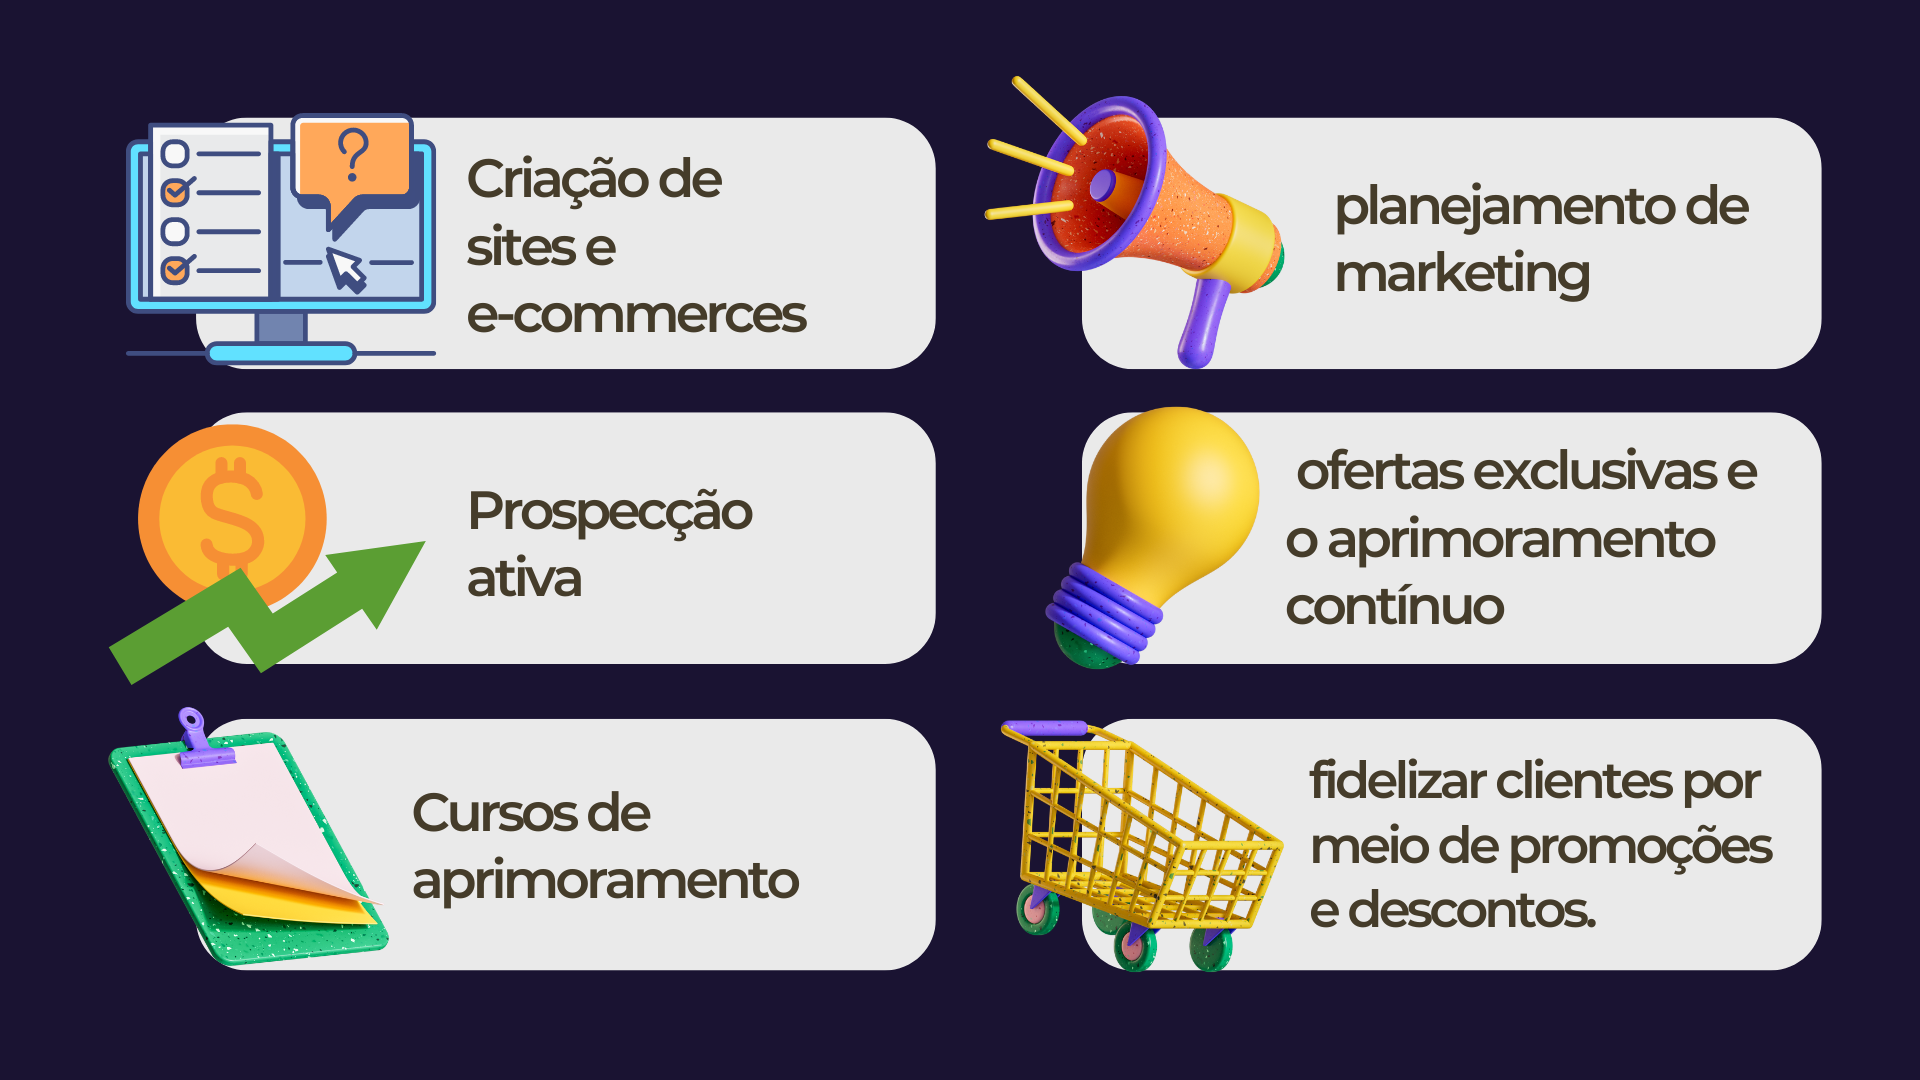 Criação de
sites e
e-commerces
planejamento de
marketing
Prospecção
ativa
ofertas exclusivas e
o aprimoramento
contínuo
Cursos de
aprimoramento
fidelizar clientes por
meio de promoções
e descontos.